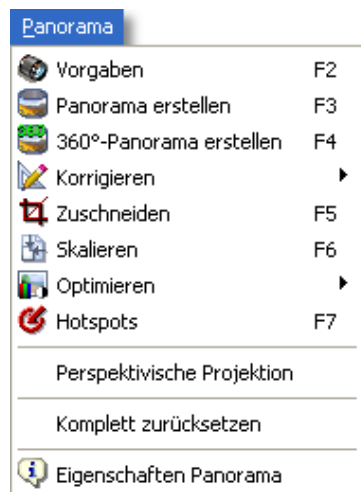 Panorama
Vorgaben F2
Panorama erstellen F3
360°-Panorama erstellen F4
Korrigieren
Zuschneiden F5
Skalieren F6
Optimieren
Hotspots F7
Perspektivische Projektion
Komplett zurücksetzen
Eigenschaften Panorama